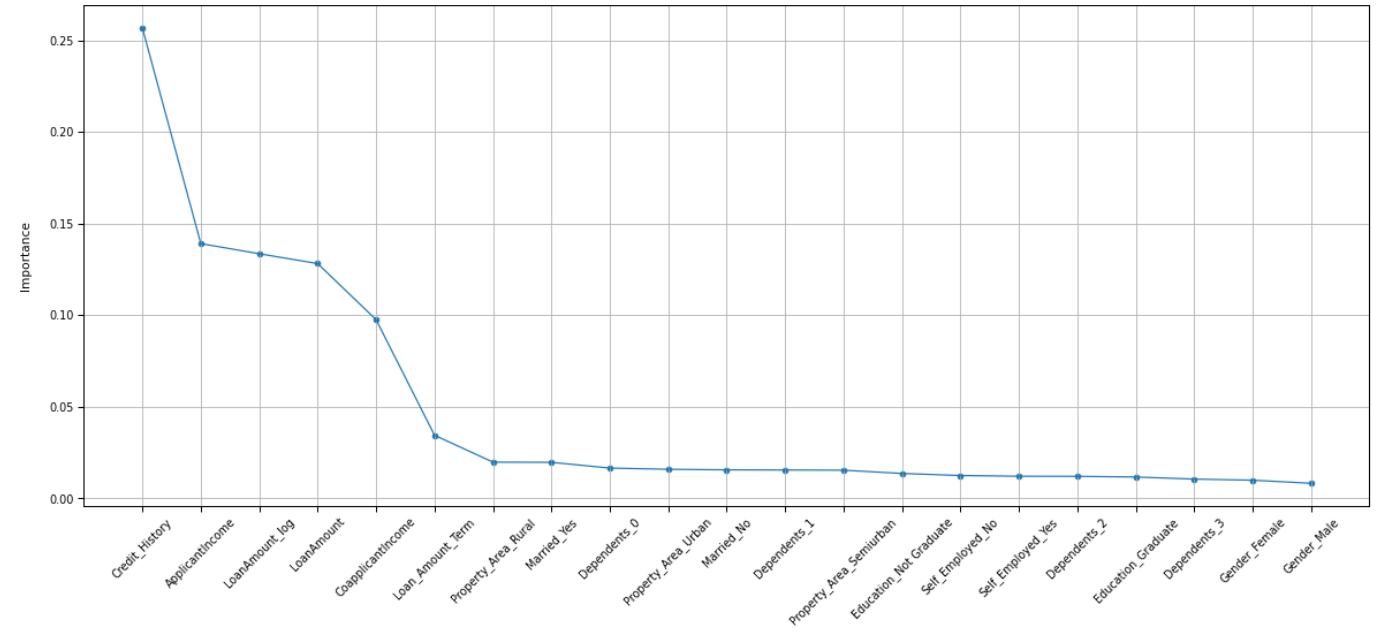 0.25
0.20
0.15
0.10
0.05
0.00
Importance
Credit_History
ApplicantIncome
LoanAmount_log
LoanAmount
CoapplicantIncome
Loan_Amount_Term
Property_Area_Rural
Married_Yes
Dependents_0
Property_Area_Urban
Married_No
Dependents_1
Property_Area_Semiurban
Education_Not Graduate
Self_Employed_No
Self_Employed_Yes
Dependents_2
Education_Graduate
Dependents_3
Gender_Female
Gender_Male